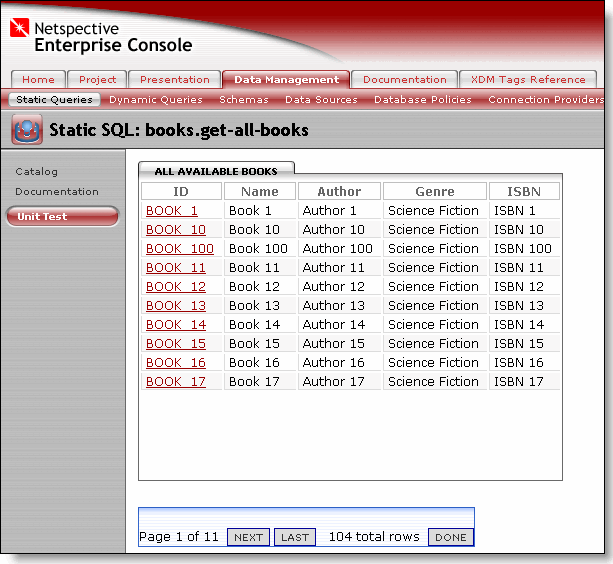 Netspective
Enterprise Console
Home Project Presentation Data Management Documentation XDM Tags Reference
Static Queries Dynamic Queries Schemas Data Sources Database Policies Connection Providers
Static SQL: books.get-all-books
Catalog
Documentation
Unit Test
ALL AVAILABLE BOOKS
ID Name Author Genre ISBN
BOOK_1 Book 1 Author 1 Science Fiction ISBN 1
BOOK_10 Book 10 Author 10 Science Fiction ISBN 10
BOOK_100 Book 100 Author 100 Science Fiction ISBN 100
BOOK_11 Book 11 Author 11 Science Fiction ISBN 11
BOOK_12 Book 12 Author 12 Science Fiction ISBN 12
BOOK_13 Book 13 Author 13 Science Fiction ISBN 13
BOOK_14 Book 14 Author 14 Science Fiction ISBN 14
BOOK_15 Book 15 Author 15 Science Fiction ISBN 15
BOOK_16 Book 16 Author 16 Science Fiction ISBN 16
BOOK_17 Book 17 Author 17 Science Fiction ISBN 17
Page 1 of 11 NEXT LAST 104 total rows DONE